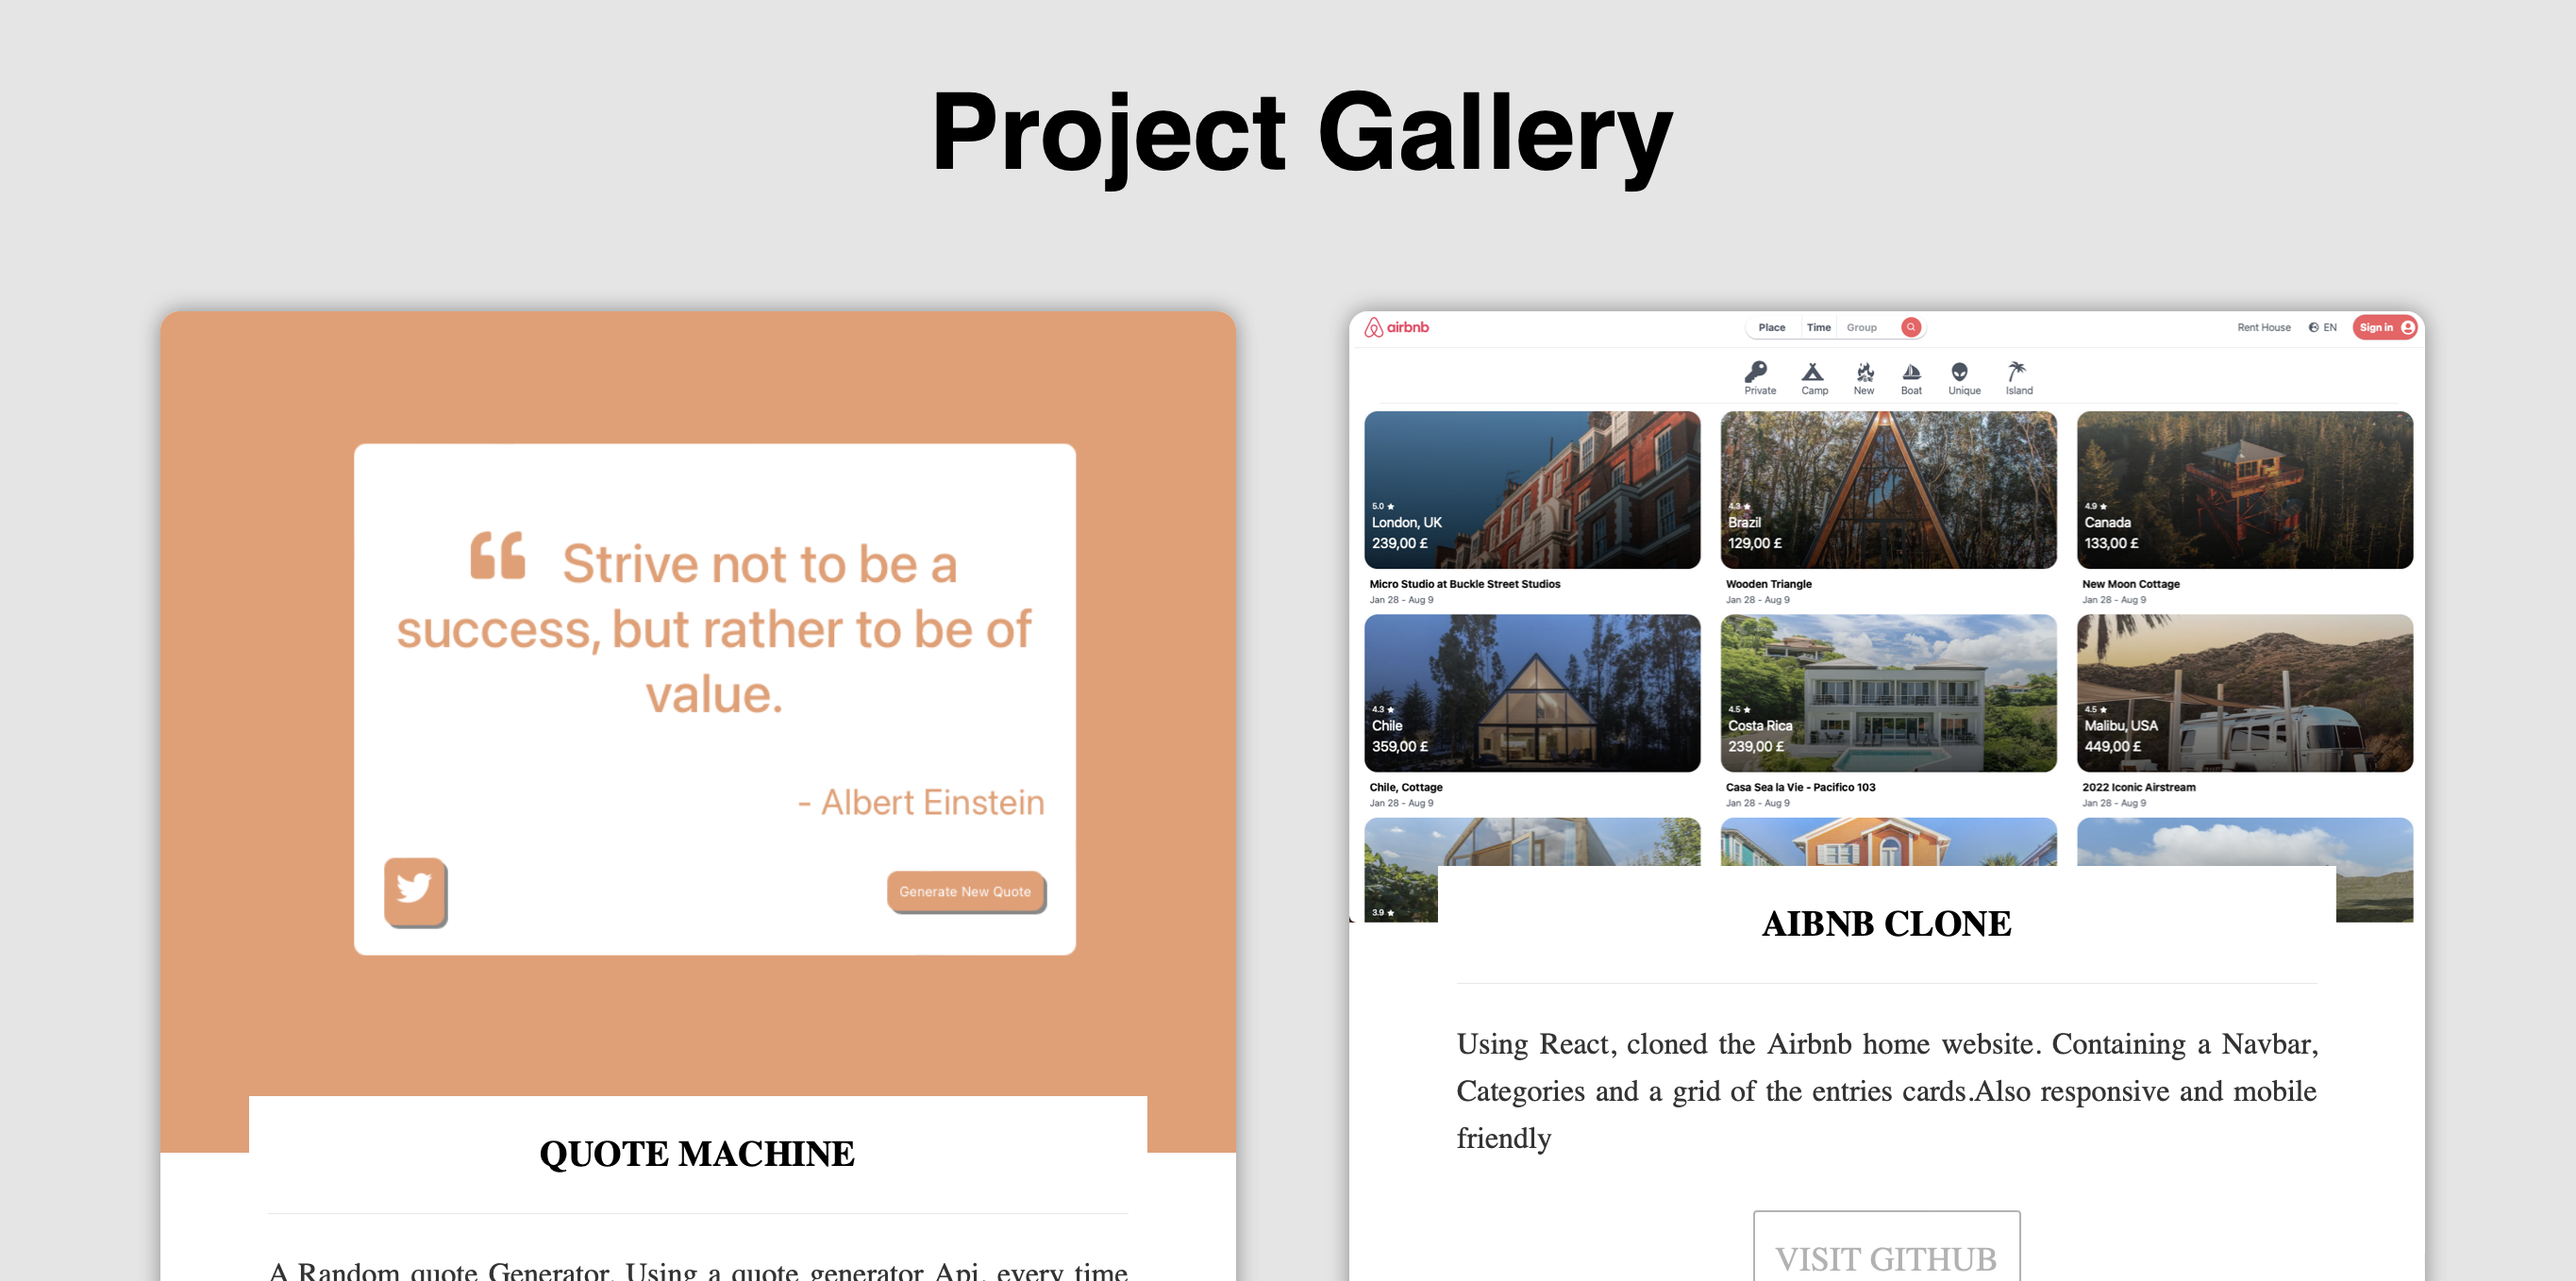 Project Gallery
“ Strive not to be a
success, but rather to be of
value.
- Albert Einstein
Generate New Quote
QUOTE MACHINE
A Random quote Generator. Using a quote generator Api, every time
airbnb
Place Time Group
Rent House EN Sign in
Private Camp New Boat Unique Island
5.0 ★
London, UK
239,00 £
Micro Studio at Buckle Street Studios
Jan 28 - Aug 9
4.3 ★
Brazil
129,00 £
Wooden Triangle
Jan 28 - Aug 9
4.9 ★
Canada
133,00 £
New Moon Cottage
Jan 28 - Aug 9
4.3 ★
Chile
359,00 £
Chile, Cottage
Jan 28 - Aug 9
4.5 ★
Costa Rica
239,00 £
Casa Sea la Vie - Pacifico 103
Jan 28 - Aug 9
4.5 ★
Malibu, USA
449,00 £
2022 Iconic Airstream
Jan 28 - Aug 9
3.9 ★
AIBNB CLONE
Using React, cloned the Airbnb home website. Containing a Navbar,
Categories and a grid of the entries cards.Also responsive and mobile
friendly
VISIT GITHUB